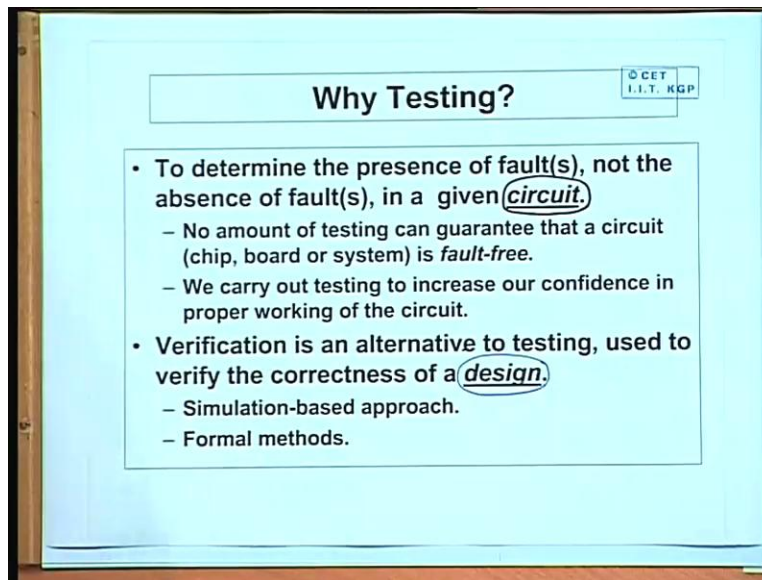 © CET
I.I.T. KGP
Why Testing?
• To determine the presence of fault(s), not the
absence of fault(s), in a given circuit.
– No amount of testing can guarantee that a circuit
(chip, board or system) is fault-free.
– We carry out testing to increase our confidence in
proper working of the circuit.
• Verification is an alternative to testing, used to
verify the correctness of a design.
– Simulation-based approach.
– Formal methods.